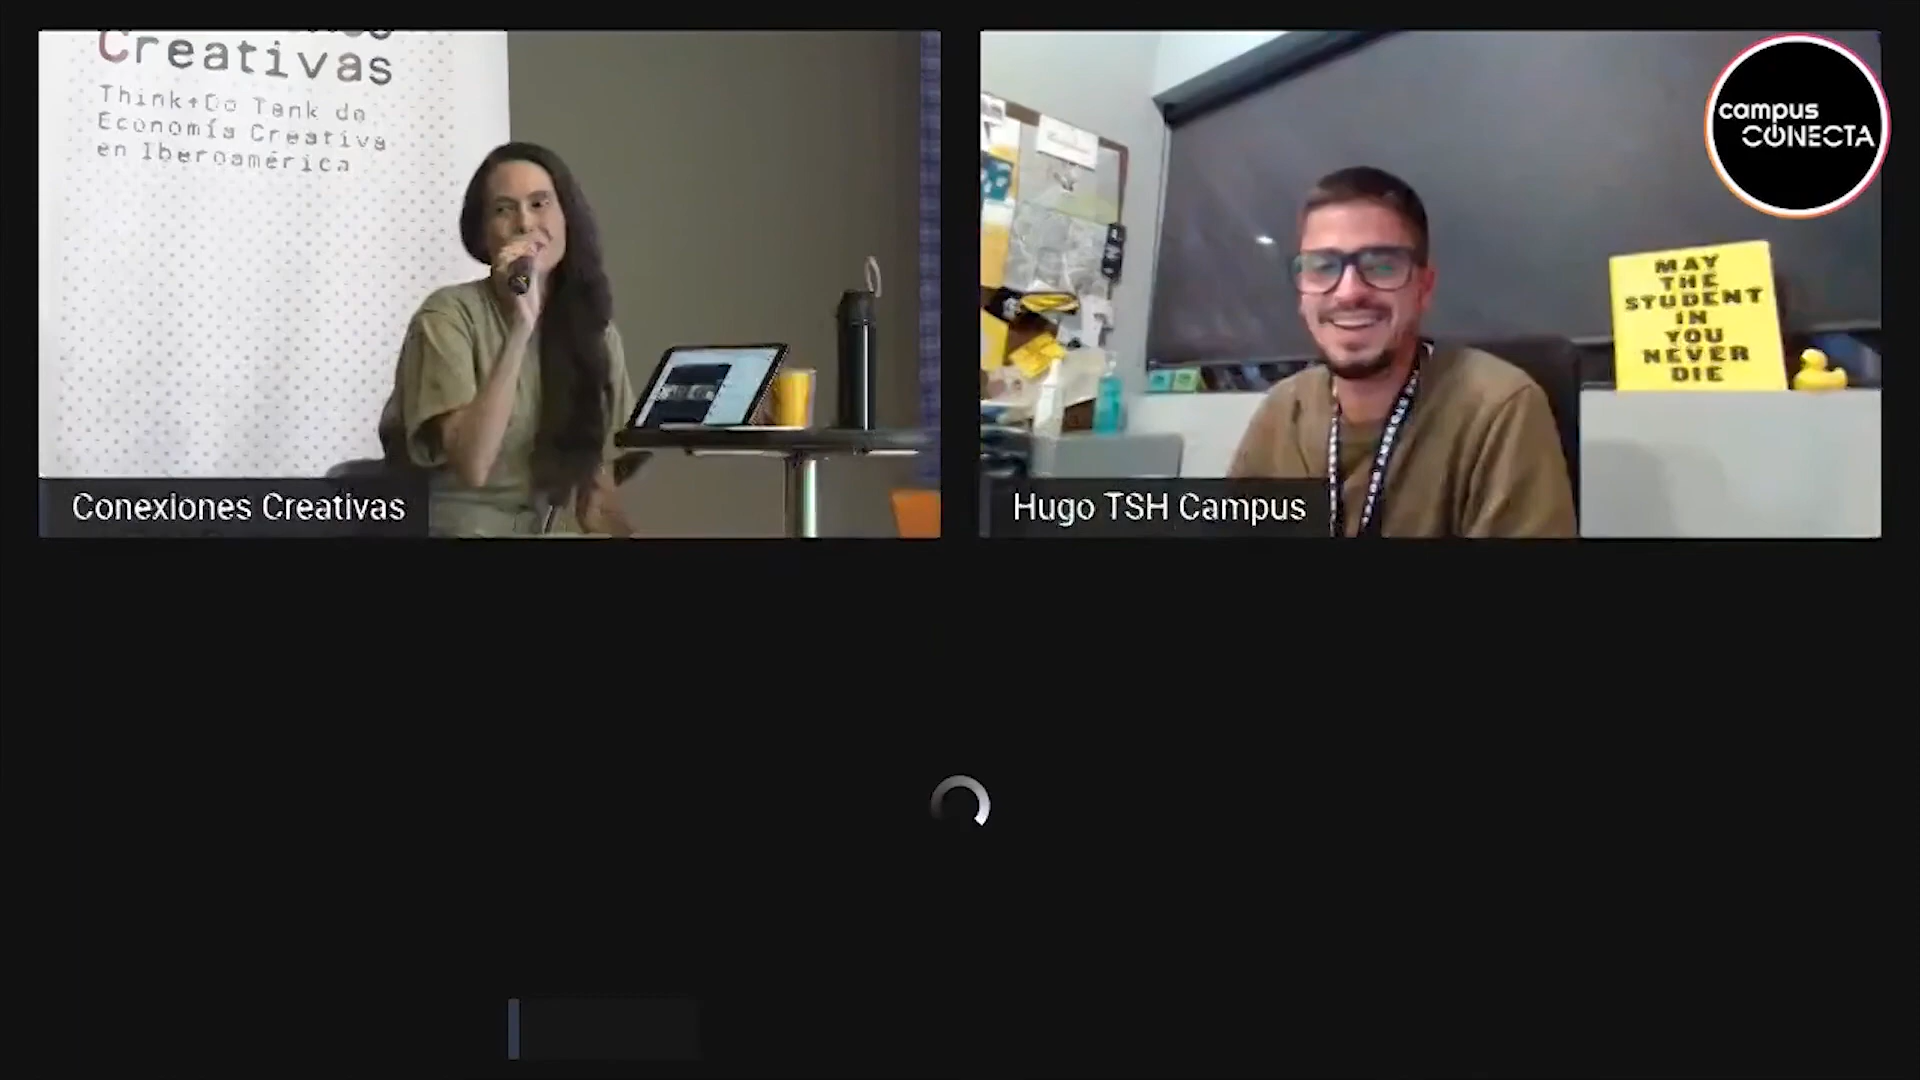 Creativas
Think+Do Tank de
Economía Creativa
en Iberoamérica
Conexiones Creativas
campus
CONECTA
MAY
THE
STUDENT
IN
YOU
NEVER
DIE
Hugo TSH Campus